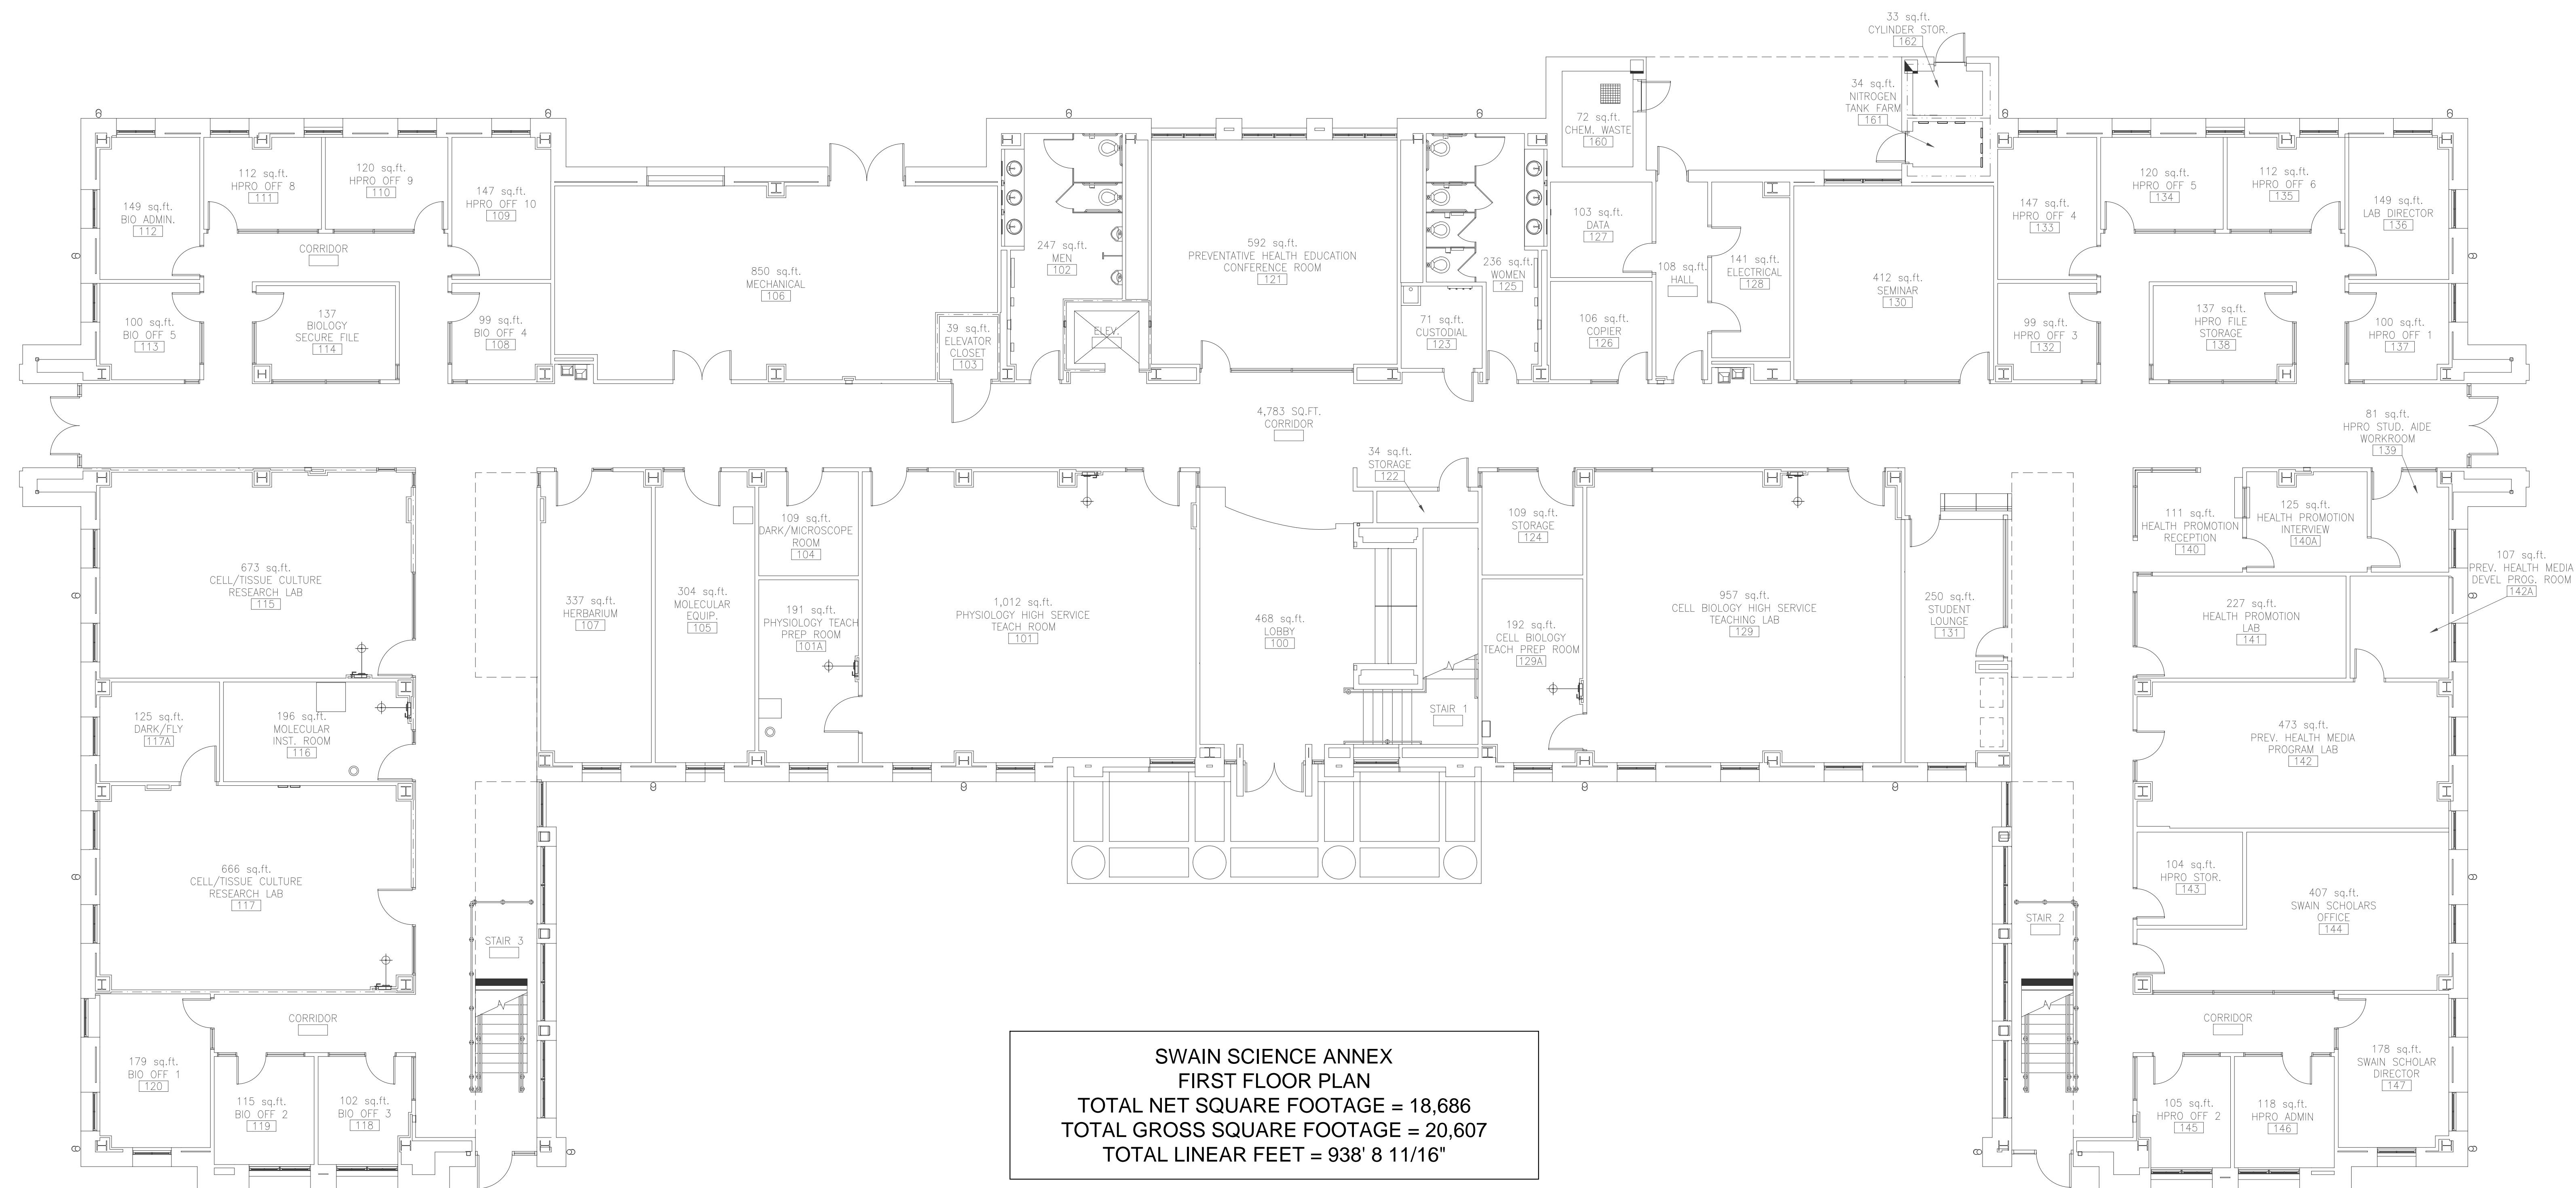 33 sq.ft.
CYLINDER STOR.
162
34 sq.ft.
NITROGEN
TANK FARM
161
72 sq.ft.
CHEM. WASTE
160
149 sq.ft.
BIO ADMIN.
112
112 sq.ft.
HPRO OFF 8
111
120 sq.ft.
HPRO OFF 9
110
147 sq.ft.
HPRO OFF 10
109
CORRIDOR
100 sq.ft.
BIO OFF 5
113
137
BIOLOGY
SECURE FILE
114
99 sq.ft.
BIO OFF 4
108
850 sq.ft.
MECHANICAL
106
39 sq.ft.
ELEVATOR
CLOSET
103
247 sq.ft.
MEN
102
ELEV.
592 sq.ft.
PREVENTATIVE HEALTH EDUCATION
CONFERENCE ROOM
121
71 sq.ft.
CUSTODIAL
123
236 sq.ft.
WOMEN
125
103 sq.ft.
DATA
127
106 sq.ft.
COPIER
126
108 sq.ft.
HALL
141 sq.ft.
ELECTRICAL
128
412 sq.ft.
SEMINAR
130
147 sq.ft.
HPRO OFF 4
133
120 sq.ft.
HPRO OFF 5
134
112 sq.ft.
HPRO OFF 6
135
149 sq.ft.
LAB DIRECTOR
136
99 sq.ft.
HPRO OFF 3
132
137 sq.ft.
HPRO FILE
STORAGE
138
100 sq.ft.
HPRO OFF 1
137
4,783 SQ.FT.
CORRIDOR
81 sq.ft.
HPRO STUD. AIDE
WORKROOM
139
673 sq.ft.
CELL/TISSUE CULTURE
RESEARCH LAB
115
337 sq.ft.
HERBARIUM
107
304 sq.ft.
MOLECULAR
EQUIP.
105
109 sq.ft.
DARK/MICROSCOPE
ROOM
104
191 sq.ft.
PHYSIOLOGY TEACH
PREP ROOM
101A
1,012 sq.ft.
PHYSIOLOGY HIGH SERVICE
TEACH ROOM
101
468 sq.ft.
LOBBY
100
34 sq.ft.
STORAGE
122
STAIR 1
109 sq.ft.
STORAGE
124
192 sq.ft.
CELL BIOLOGY
TEACH PREP ROOM
129A
957 sq.ft.
CELL BIOLOGY HIGH SERVICE
TEACHING LAB
129
250 sq.ft.
STUDENT
LOUNGE
131
111 sq.ft.
HEALTH PROMOTION
RECEPTION
140
125 sq.ft.
HEALTH PROMOTION
INTERVIEW
140A
107 sq.ft.
PREV. HEALTH MEDIA
DEVEL PROG. ROOM
142A
227 sq.ft.
HEALTH PROMOTION
LAB
141
125 sq.ft.
DARK/FLY
117A
196 sq.ft.
MOLECULAR
INST. ROOM
116
473 sq.ft.
PREV. HEALTH MEDIA
PROGRAM LAB
142
666 sq.ft.
CELL/TISSUE CULTURE
RESEARCH LAB
117
STAIR 3
STAIR 2
104 sq.ft.
HPRO STOR.
143
407 sq.ft.
SWAIN SCHOLARS
OFFICE
144
CORRIDOR
CORRIDOR
179 sq.ft.
BIO OFF 1
120
115 sq.ft.
BIO OFF 2
119
102 sq.ft.
BIO OFF 3
118
105 sq.ft.
HPRO OFF 2
145
118 sq.ft.
HPRO ADMIN
146
178 sq.ft.
SWAIN SCHOLAR
DIRECTOR
147
SWAIN SCIENCE ANNEX
FIRST FLOOR PLAN
TOTAL NET SQUARE FOOTAGE = 18,686
TOTAL GROSS SQUARE FOOTAGE = 20,607
TOTAL LINEAR FEET = 938' 8 11/16"